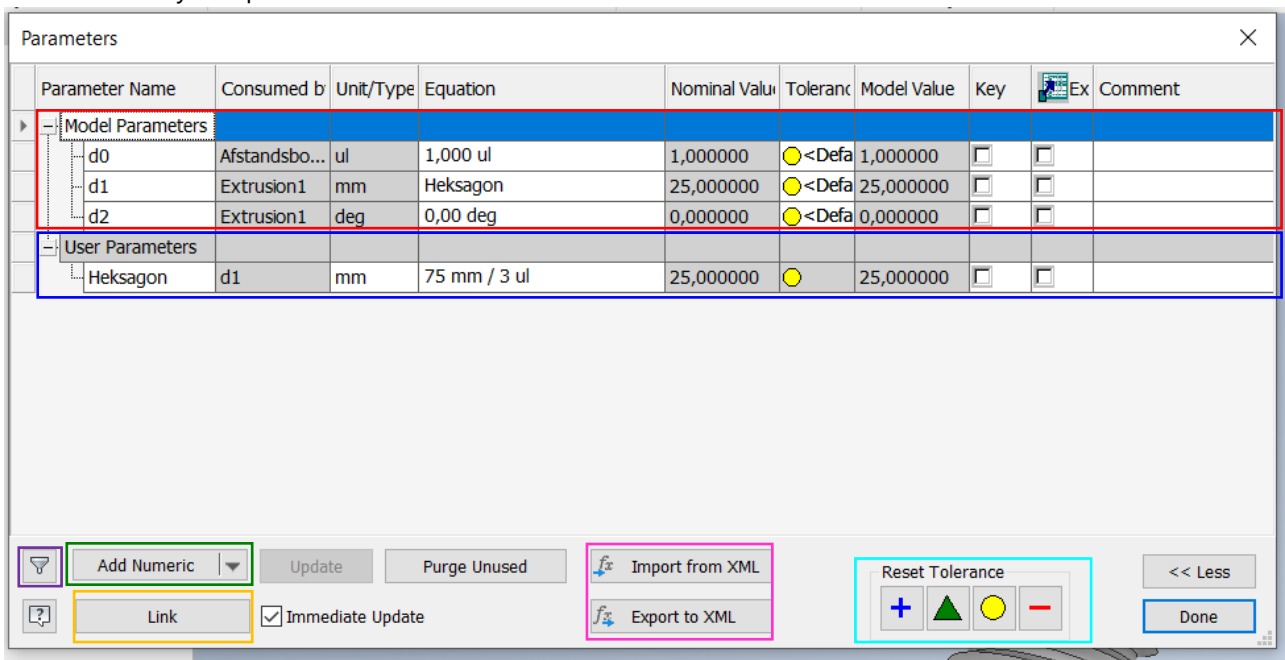 Parameters
Parameter Name Consumed b Unit/Type Equation Nominal Valu Toleranc Model Value Key Ex Comment
Model Parameters
d0 Afstandsbo... ul 1,000 ul 1,000000 <Defa 1,000000
d1 Extrusion1 mm Heksagon 25,000000 <Defa 25,000000
d2 Extrusion1 deg 0,00 deg 0,000000 <Defa 0,000000
User Parameters
Heksagon d1 mm 75 mm / 3 ul 25,000000 25,000000
Add Numeric Update Purge Unused fx Import from XML Reset Tolerance << Less
? Link Immediate Update fx Export to XML + − Done